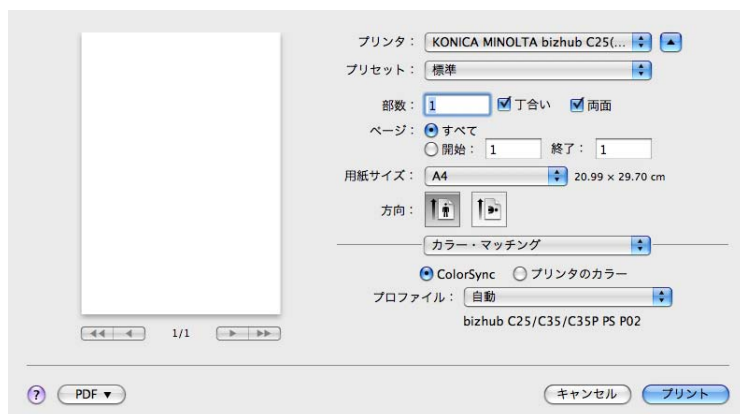 プリンタ： KONICA MINOLTA bizhub C25(...
プリセット： 標準
部数： 1 丁合い 両面
ページ： すべて
開始： 1 終了： 1
用紙サイズ： A4 20.99 × 29.70 cm
方向：
カラー・マッチング
ColorSync プリンタのカラー
プロファイル： 自動
bizhub C25/C35/C35P PS P02
1/1
? PDF ▼ キャンセル プリント